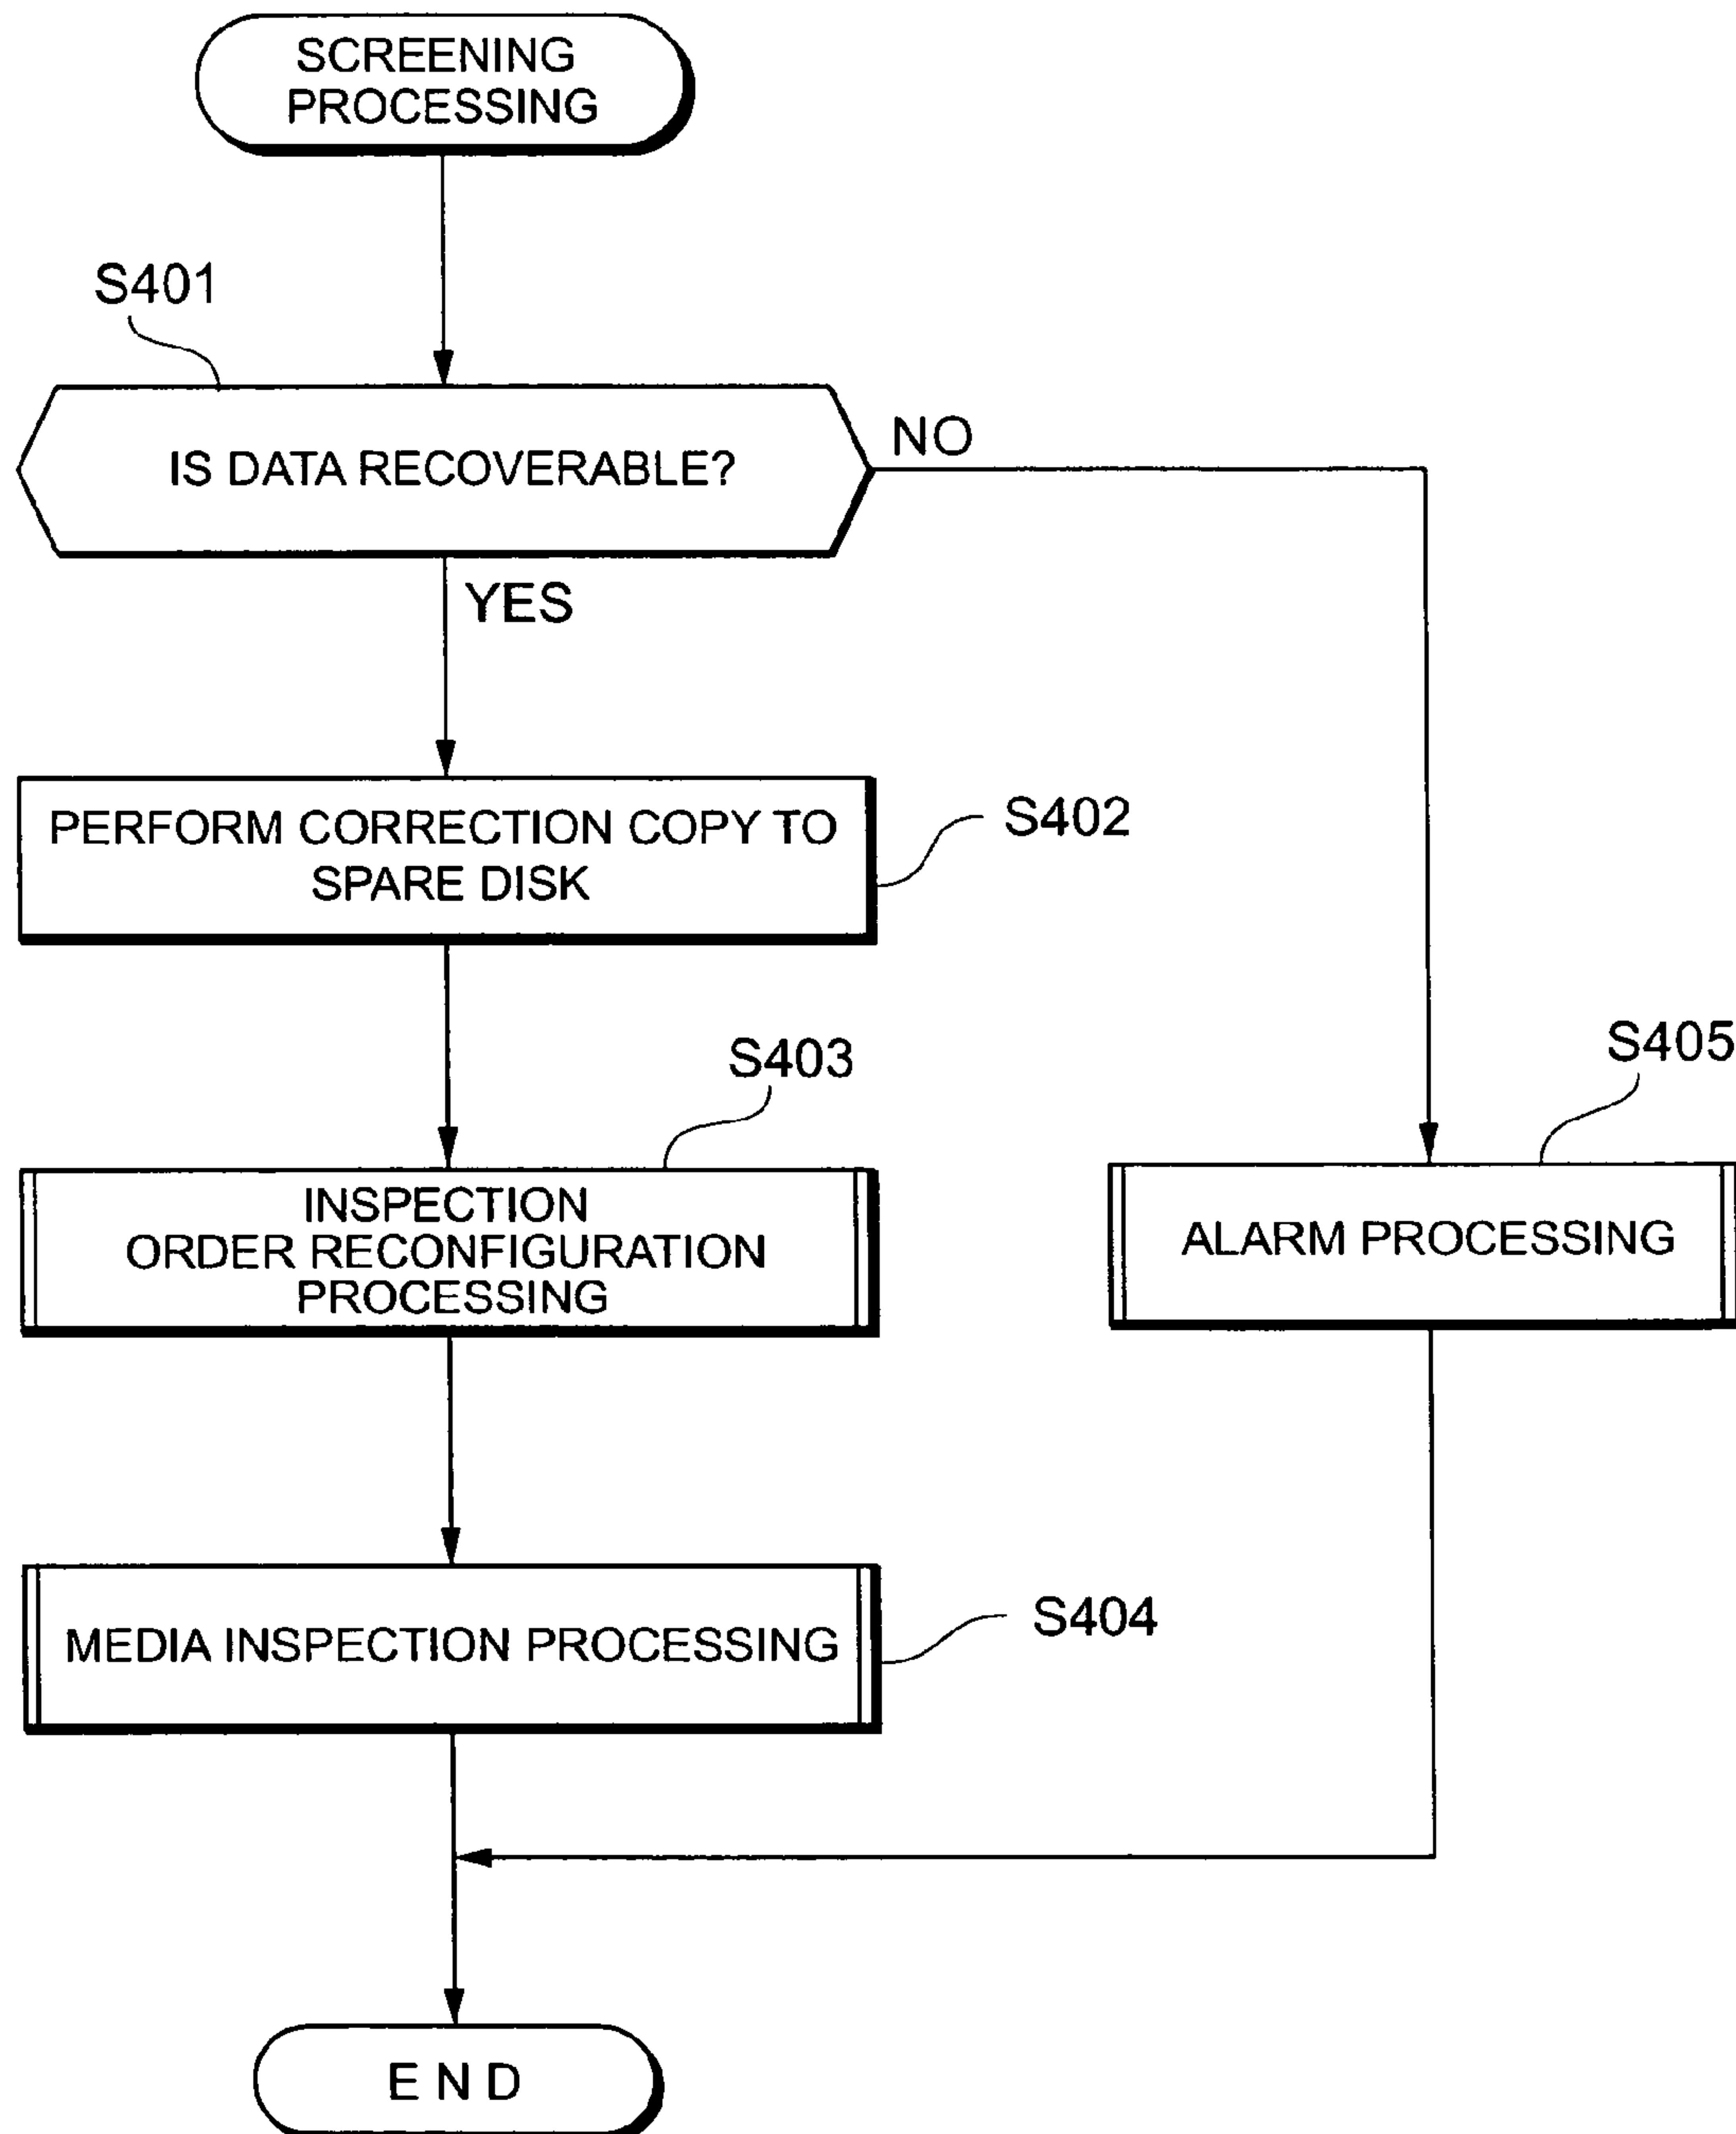 SCREENING
PROCESSING
S401
IS DATA RECOVERABLE?
NO
YES
PERFORM CORRECTION COPY TO
SPARE DISK
S402
S403
INSPECTION
ORDER RECONFIGURATION
PROCESSING
S405
ALARM PROCESSING
MEDIA INSPECTION PROCESSING
S404
END